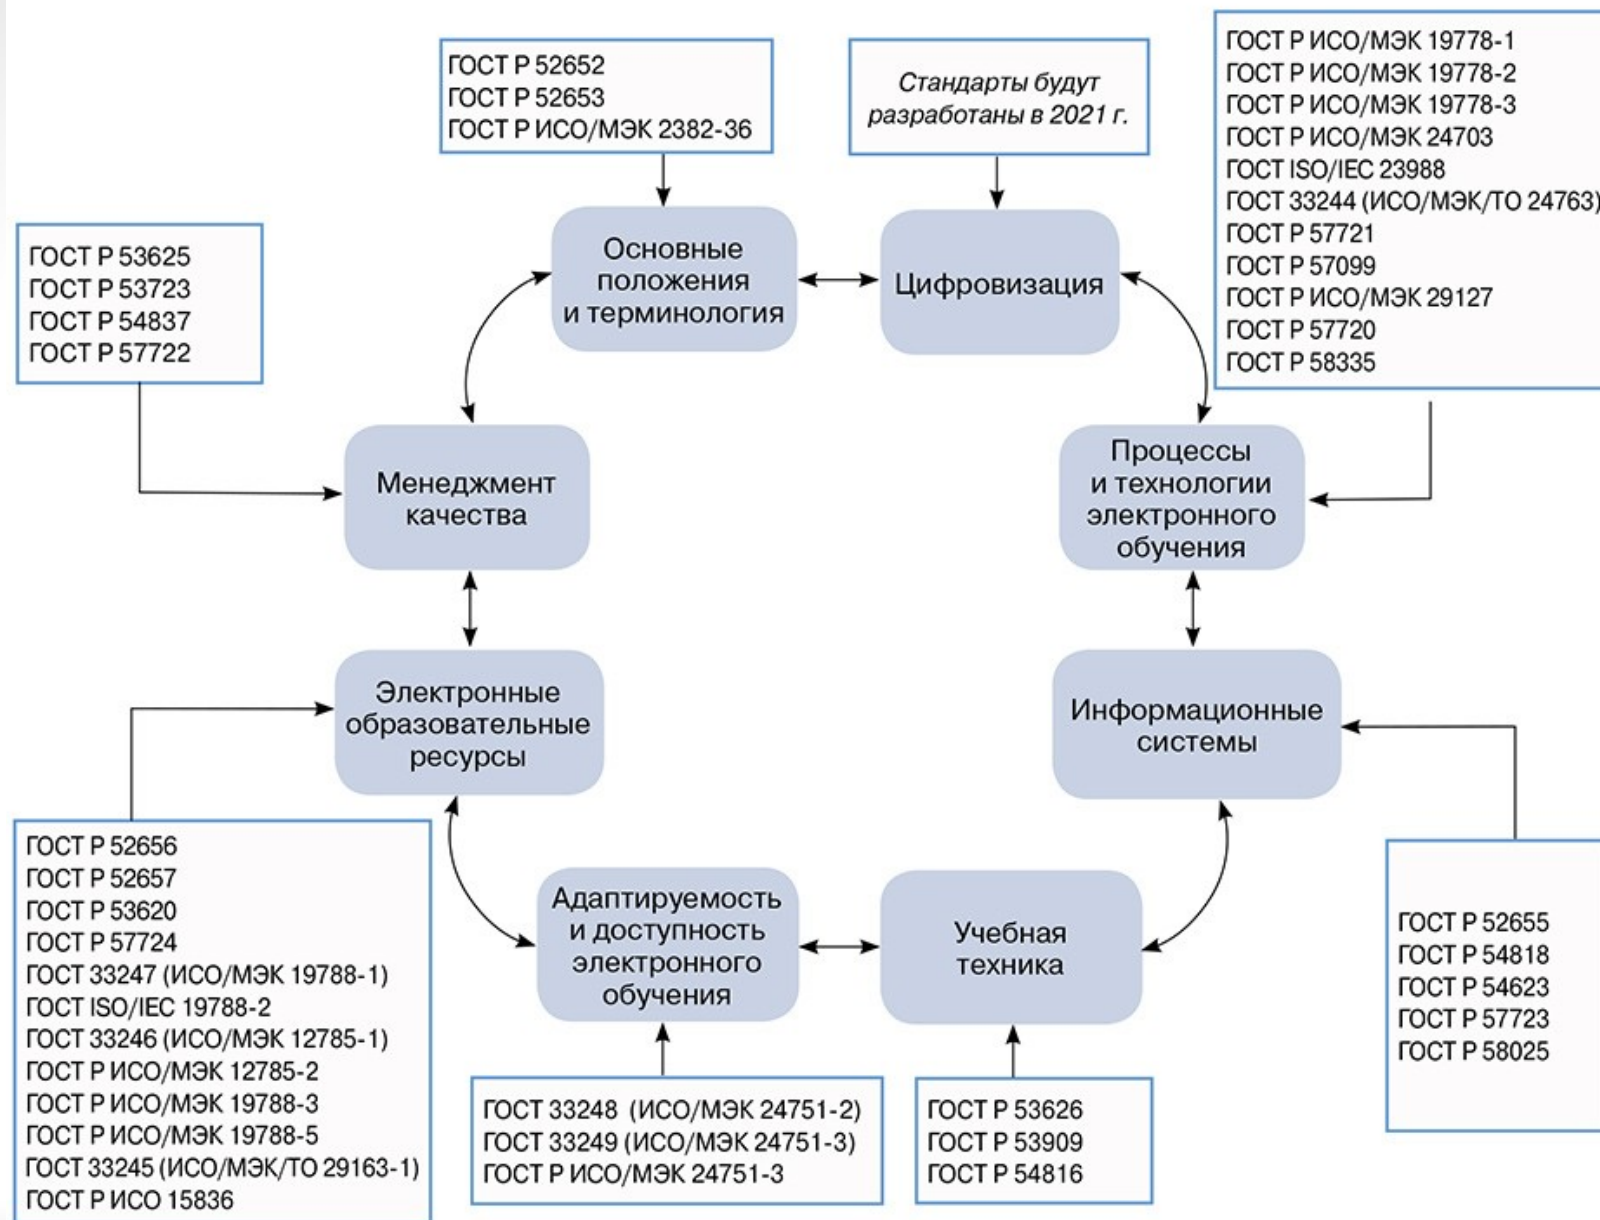 ГОСТ Р 52652
ГОСТ Р 52653
ГОСТ Р ИСО/МЭК 2382-36
Стандарты будут
разработаны в 2021 г.
ГОСТ Р ИСО/МЭК 19778-1
ГОСТ Р ИСО/МЭК 19778-2
ГОСТ Р ИСО/МЭК 19778-3
ГОСТ Р ИСО/МЭК 24703
ГОСТ ISO/IEC 23988
ГОСТ 33244 (ИСО/МЭК/ТО 24763)
ГОСТ Р 57721
ГОСТ Р 57099
ГОСТ Р ИСО/МЭК 29127
ГОСТ Р 57720
ГОСТ Р 58335
ГОСТ Р 53625
ГОСТ Р 53723
ГОСТ Р 54837
ГОСТ Р 57722
Основные
положения
и терминология
Цифровизация
Менеджмент
качества
Процессы
и технологии
электронного
обучения
Электронные
образовательные
ресурсы
Информационные
системы
ГОСТ Р 52656
ГОСТ Р 52657
ГОСТ Р 53620
ГОСТ Р 57724
ГОСТ 33247 (ИСО/МЭК 19788-1)
ГОСТ ISO/IEC 19788-2
ГОСТ 33246 (ИСО/МЭК 12785-1)
ГОСТ Р ИСО/МЭК 12785-2
ГОСТ Р ИСО/МЭК 19788-3
ГОСТ Р ИСО/МЭК 19788-5
ГОСТ 33245 (ИСО/МЭК/ТО 29163-1)
ГОСТ Р ИСО 15836
Адаптируемость
и доступность
электронного
обучения
Учебная
техника
ГОСТ Р 52655
ГОСТ Р 54818
ГОСТ Р 54623
ГОСТ Р 57723
ГОСТ Р 58025
ГОСТ 33248 (ИСО/МЭК 24751-2)
ГОСТ 33249 (ИСО/МЭК 24751-3)
ГОСТ Р ИСО/МЭК 24751-3
ГОСТ Р 53626
ГОСТ Р 53909
ГОСТ Р 54816